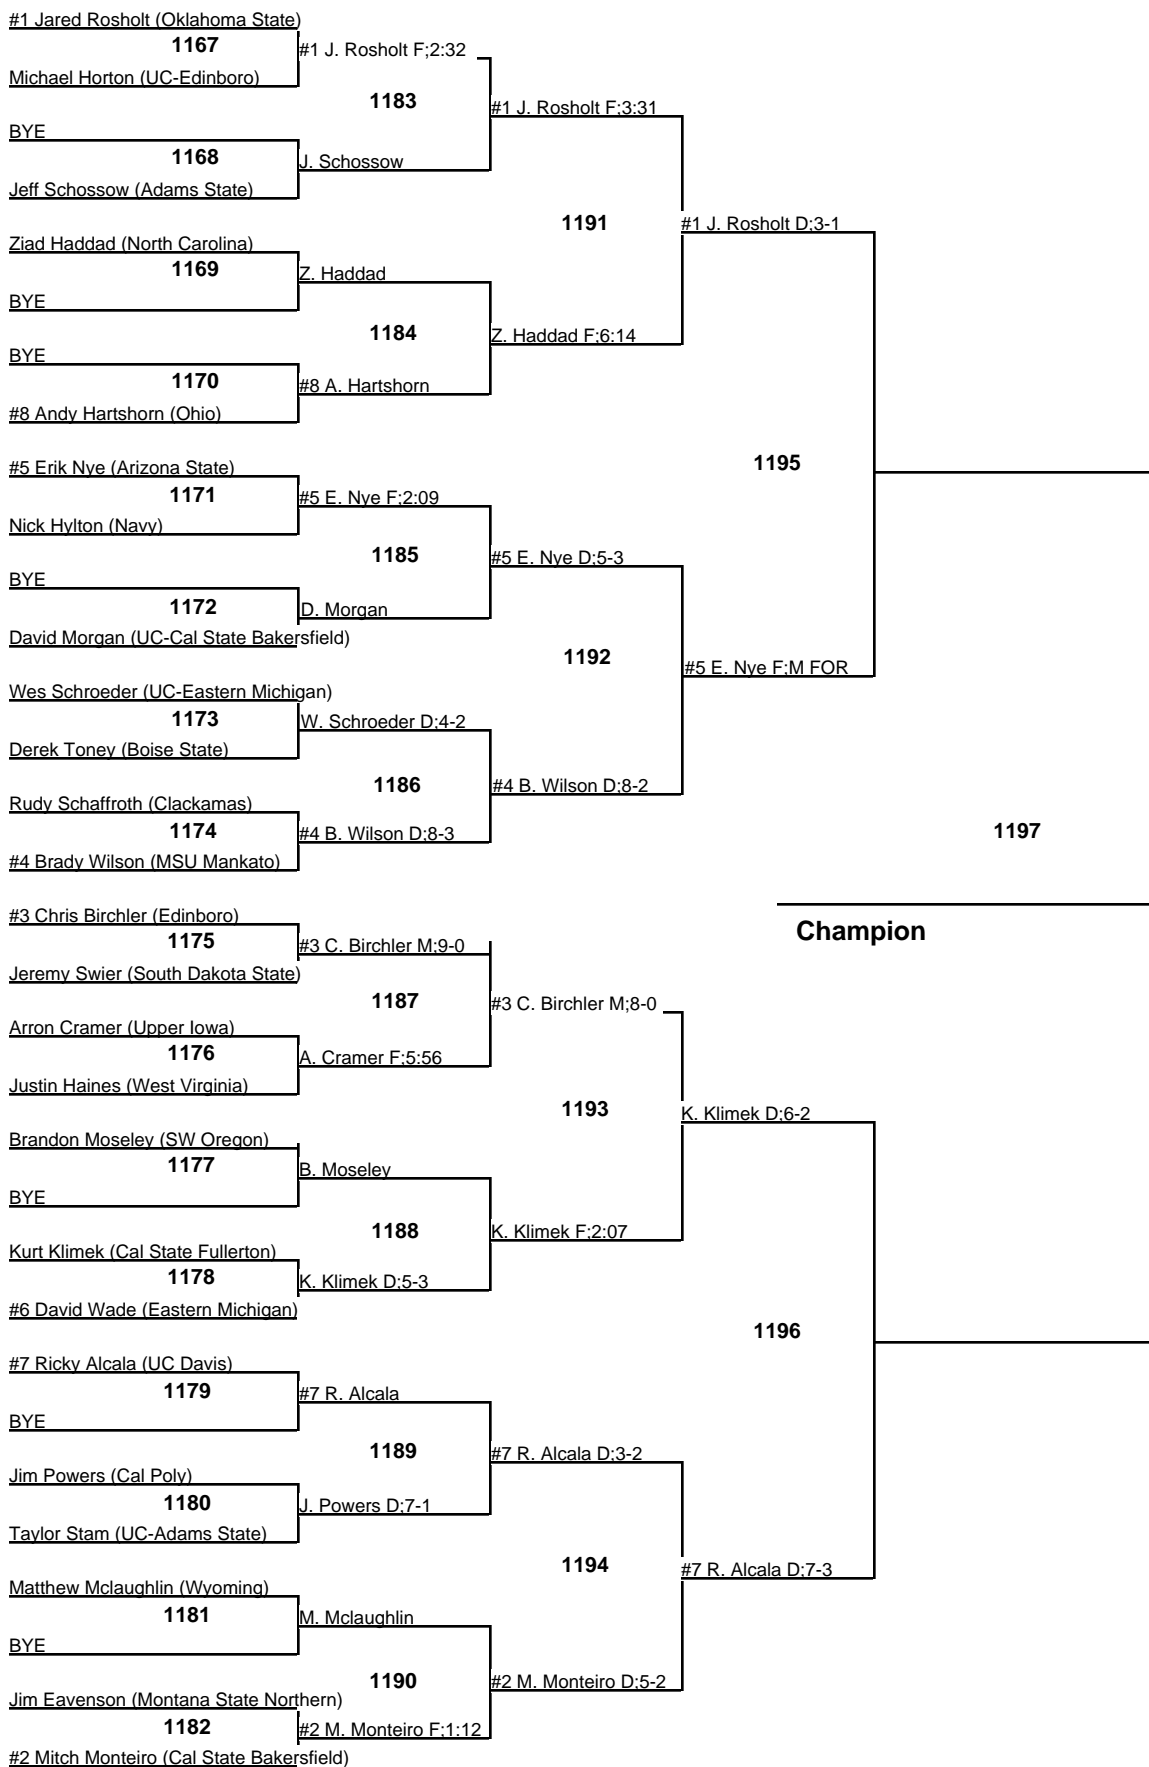 #1 Jared Rosholt (Oklahoma State)
1167
#1 J. Rosholt F;2:32
Michael Horton (UC-Edinboro)
1183
#1 J. Rosholt F;3:31
BYE
1168
J. Schossow
Jeff Schossow (Adams State)
1191
#1 J. Rosholt D;3-1
Ziad Haddad (North Carolina)
1169
Z. Haddad
BYE
1184
Z. Haddad F;6:14
BYE
1170
#8 A. Hartshorn
#8 Andy Hartshorn (Ohio)
1195
#5 Erik Nye (Arizona State)
1171
#5 E. Nye F;2:09
Nick Hylton (Navy)
1185
#5 E. Nye D;5-3
BYE
1172
D. Morgan
David Morgan (UC-Cal State Bakersfield)
1192
#5 E. Nye F;M FOR
Wes Schroeder (UC-Eastern Michigan)
1173
W. Schroeder D;4-2
Derek Toney (Boise State)
1186
#4 B. Wilson D;8-2
Rudy Schaffroth (Clackamas)
1174
#4 B. Wilson D;8-3
1197
#4 Brady Wilson (MSU Mankato)
#3 Chris Birchler (Edinboro)
Champion
1175
#3 C. Birchler M;9-0
Jeremy Swier (South Dakota State)
1187
#3 C. Birchler M;8-0
Arron Cramer (Upper Iowa)
1176
A. Cramer F;5:56
Justin Haines (West Virginia)
1193
K. Klimek D;6-2
Brandon Moseley (SW Oregon)
1177
B. Moseley
BYE
1188
K. Klimek F;2:07
Kurt Klimek (Cal State Fullerton)
1178
K. Klimek D;5-3
#6 David Wade (Eastern Michigan)
1196
#7 Ricky Alcala (UC Davis)
1179
#7 R. Alcala
BYE
1189
#7 R. Alcala D;3-2
Jim Powers (Cal Poly)
1180
J. Powers D;7-1
Taylor Stam (UC-Adams State)
1194
#7 R. Alcala D;7-3
Matthew Mclaughlin (Wyoming)
1181
M. Mclaughlin
BYE
1190
#2 M. Monteiro D;5-2
Jim Eavenson (Montana State Northern)
1182
#2 M. Monteiro F;1:12
#2 Mitch Monteiro (Cal State Bakersfield)